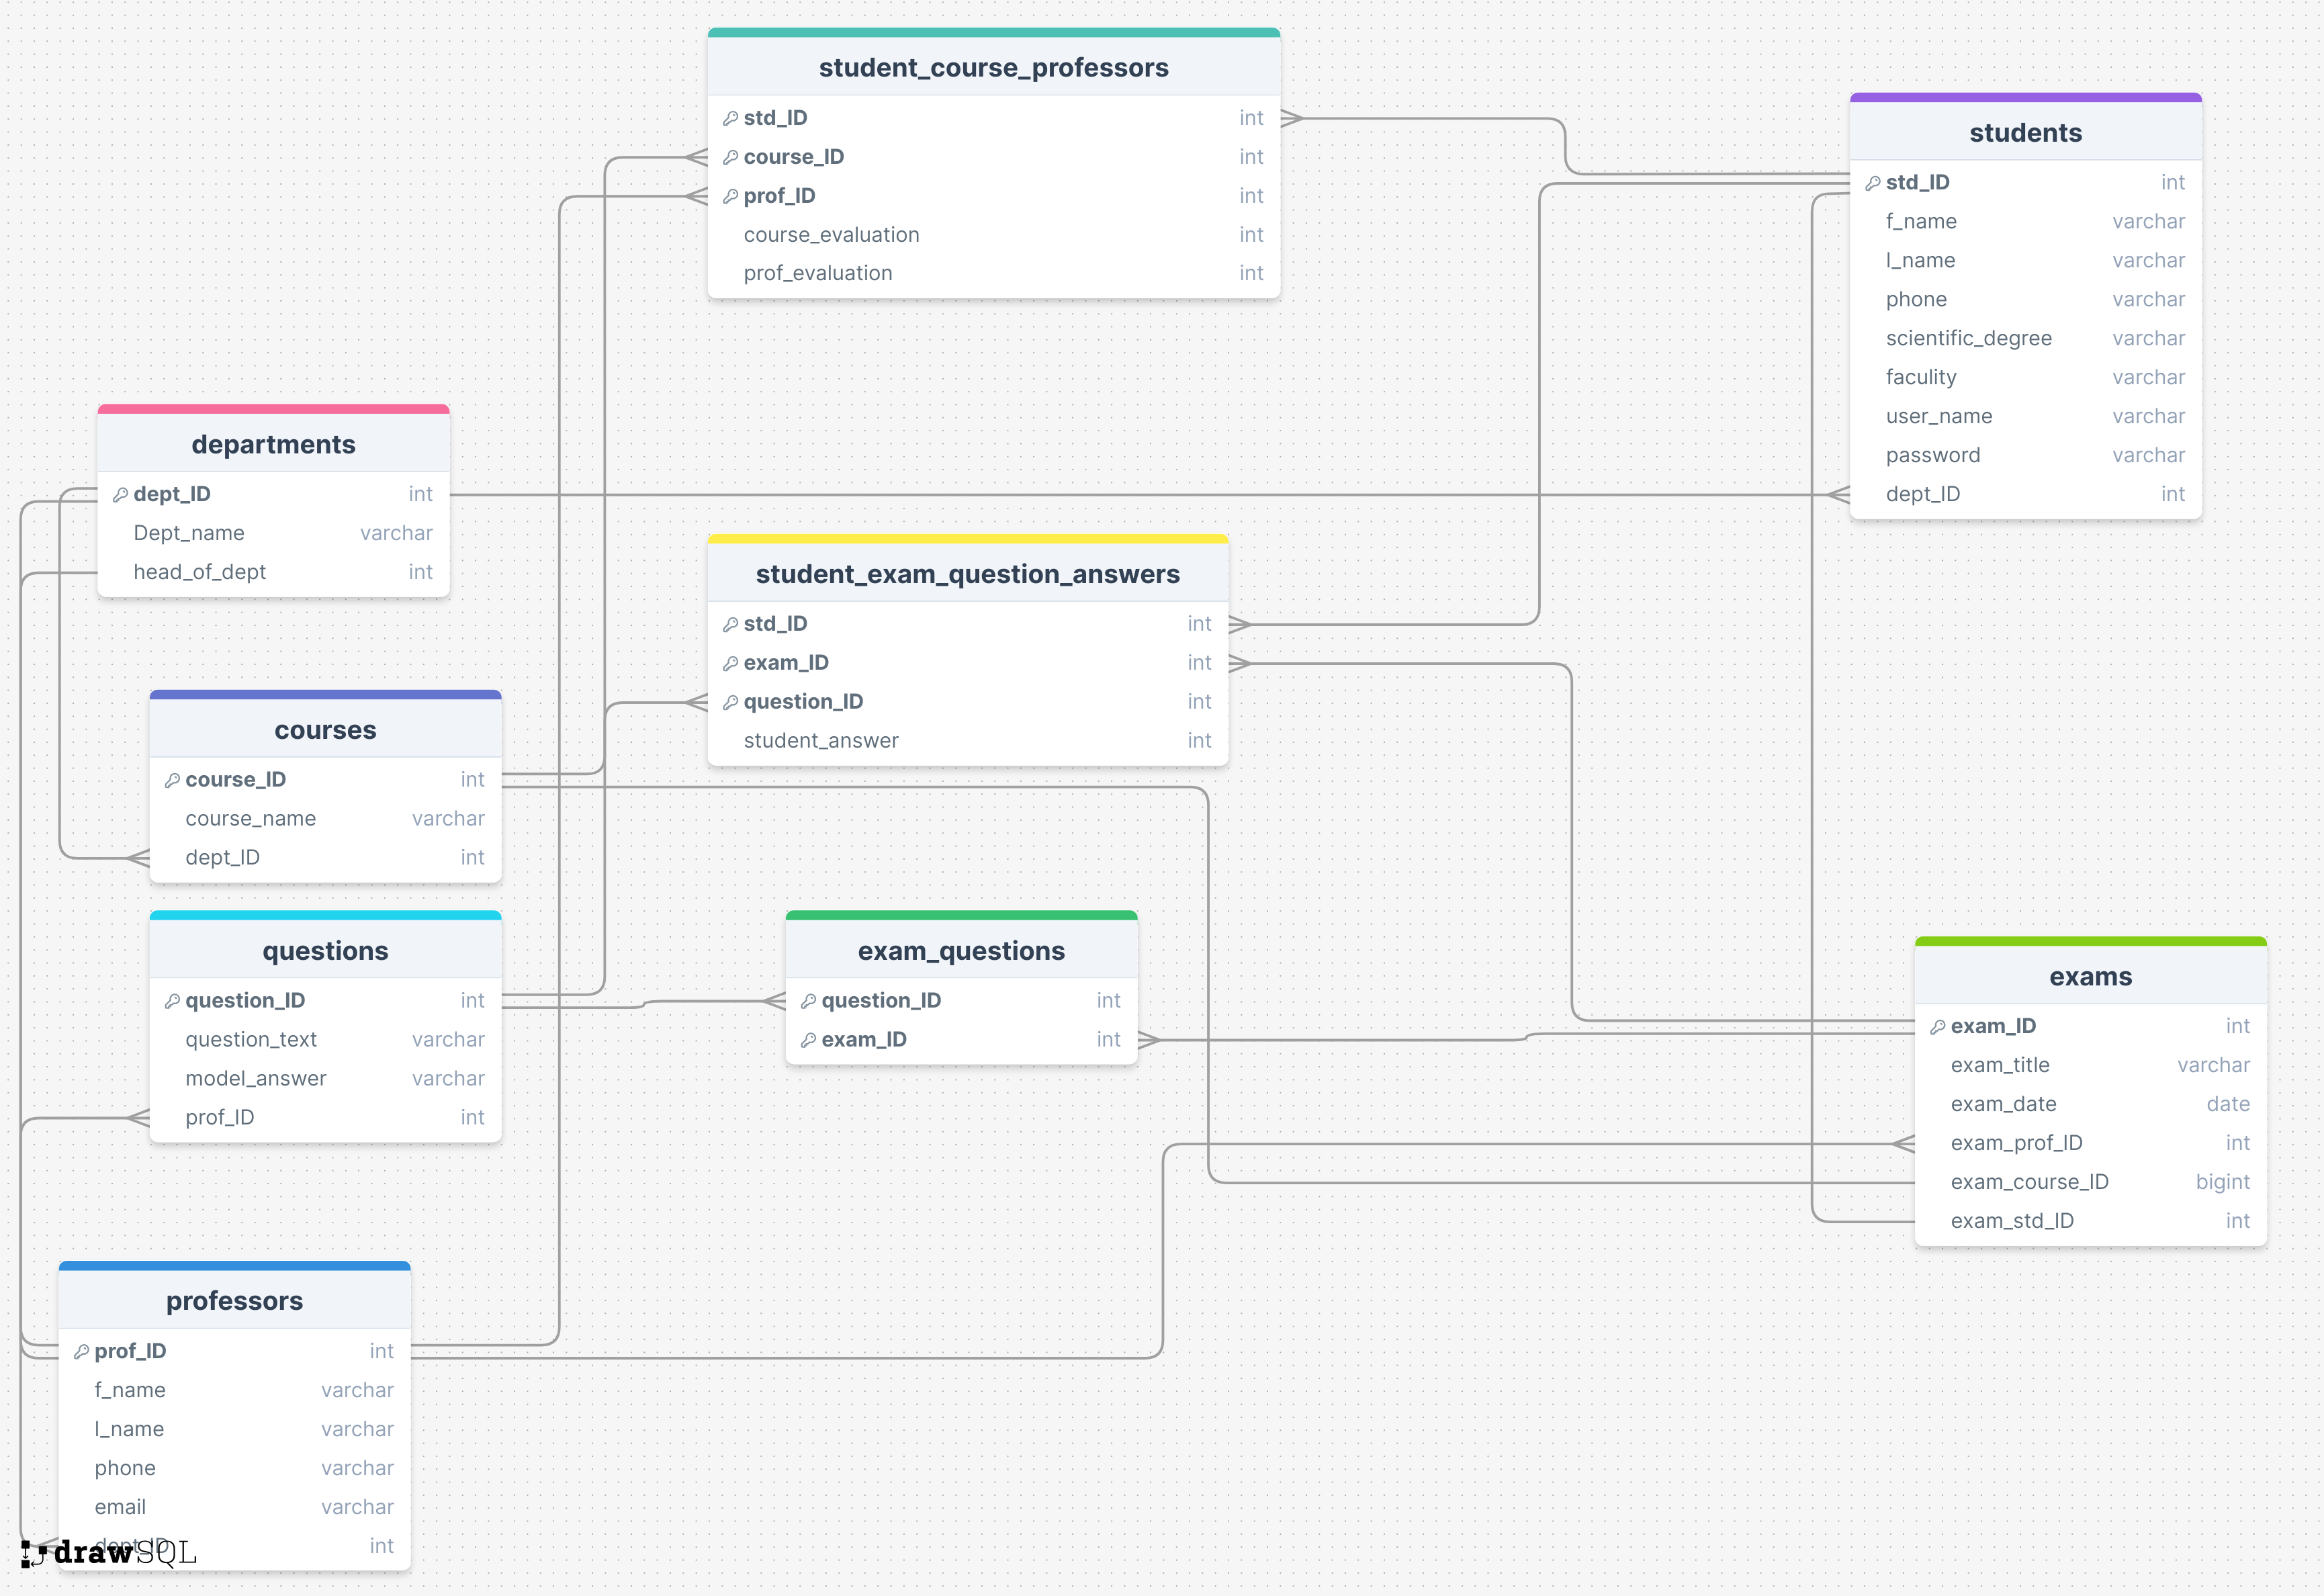 student_course_professors
std_ID int
course_ID int
prof_ID int
course_evaluation int
prof_evaluation int
students
std_ID int
f_name varchar
l_name varchar
phone varchar
scientific_degree varchar
faculity varchar
user_name varchar
password varchar
dept_ID int
departments
dept_ID int
Dept_name varchar
head_of_dept int
student_exam_question_answers
std_ID int
exam_ID int
question_ID int
student_answer int
courses
course_ID int
course_name varchar
dept_ID int
questions
question_ID int
question_text varchar
model_answer varchar
prof_ID int
exam_questions
question_ID int
exam_ID int
exams
exam_ID int
exam_title varchar
exam_date date
exam_prof_ID int
exam_course_ID bigint
exam_std_ID int
professors
prof_ID int
f_name varchar
l_name varchar
phone varchar
email varchar
dept_ID int
drawSQL